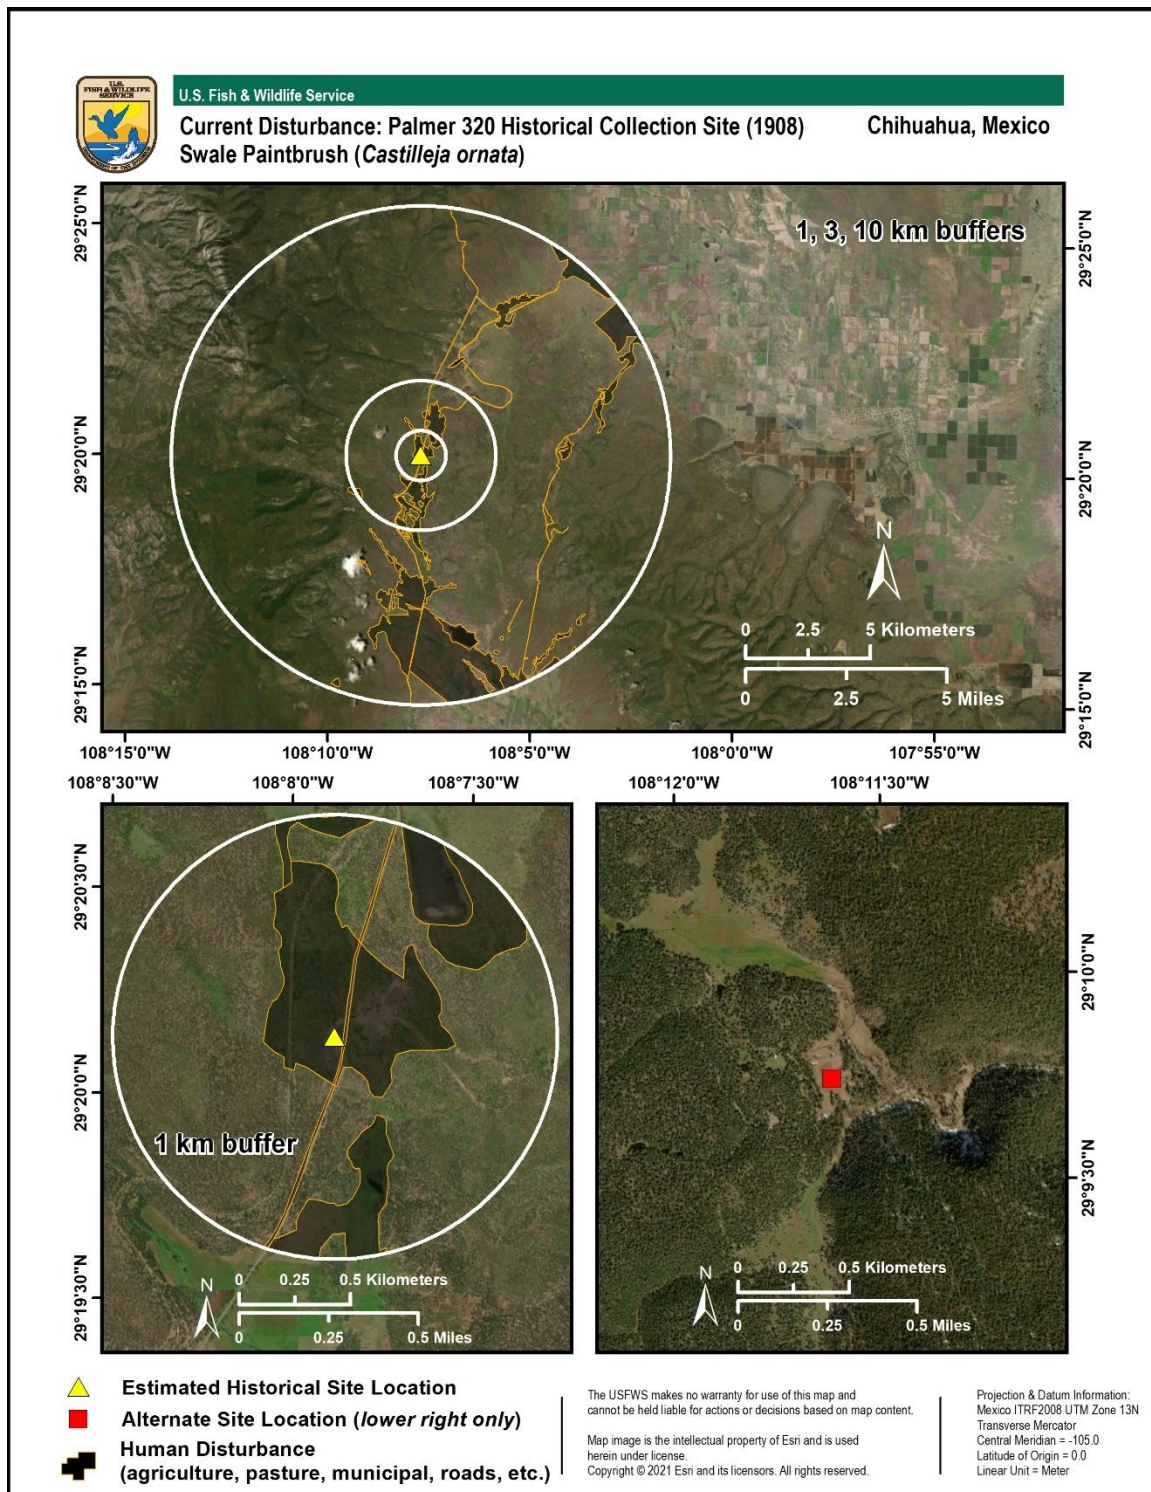 U.S.
FISH & WILDLIFE
SERVICE
DEPARTMENT OF THE INTERIOR
U.S. Fish & Wildlife Service
Current Disturbance: Palmer 320 Historical Collection Site (1908)
Chihuahua, Mexico
Swale Paintbrush (Castilleja ornata)
1, 3, 10 km buffers
29°25'0"N
29°20'0"N
29°15'0"N
29°25'0"N
29°20'0"N
29°15'0"N
N
0 2.5 5 Kilometers
0 2.5 5 Miles
108°15'0"W 108°10'0"W 108°5'0"W 108°0'0"W 107°55'0"W
108°8'30"W 108°8'0"W 108°7'30"W
29°20'30"N
29°20'0"N
29°19'30"N
1 km buffer
N
0 0.25 0.5 Kilometers
0 0.25 0.5 Miles
108°12'0"W 108°11'30"W
29°10'0"N
29°9'30"N
N
0 0.25 0.5 Kilometers
0 0.25 0.5 Miles
Estimated Historical Site Location
Alternate Site Location (lower right only)
Human Disturbance
(agriculture, pasture, municipal, roads, etc.)
The USFWS makes no warranty for use of this map and
cannot be held liable for actions or decisions based on map content.
Map image is the intellectual property of Esri and is used
herein under license.
Copyright © 2021 Esri and its licensors. All rights reserved.
Projection & Datum Information:
Mexico ITRF2008 UTM Zone 13N
Transverse Mercator
Central Meridian = -105.0
Latitude of Origin = 0.0
Linear Unit = Meter